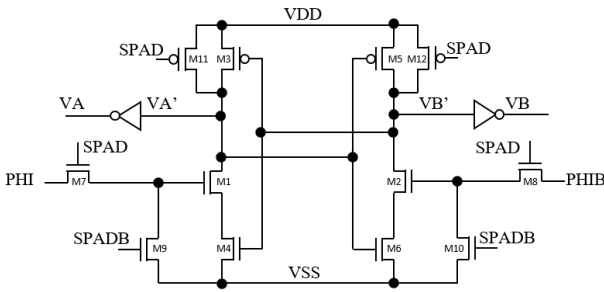 VDD
SPAD
M11
M3
M5
M12
SPAD
VA
VA’
VB’
VB
SPAD
SPAD
PHI
M7
M1
M2
M8
PHIB
SPADB
M9
M4
M6
M10
SPADB
VSS